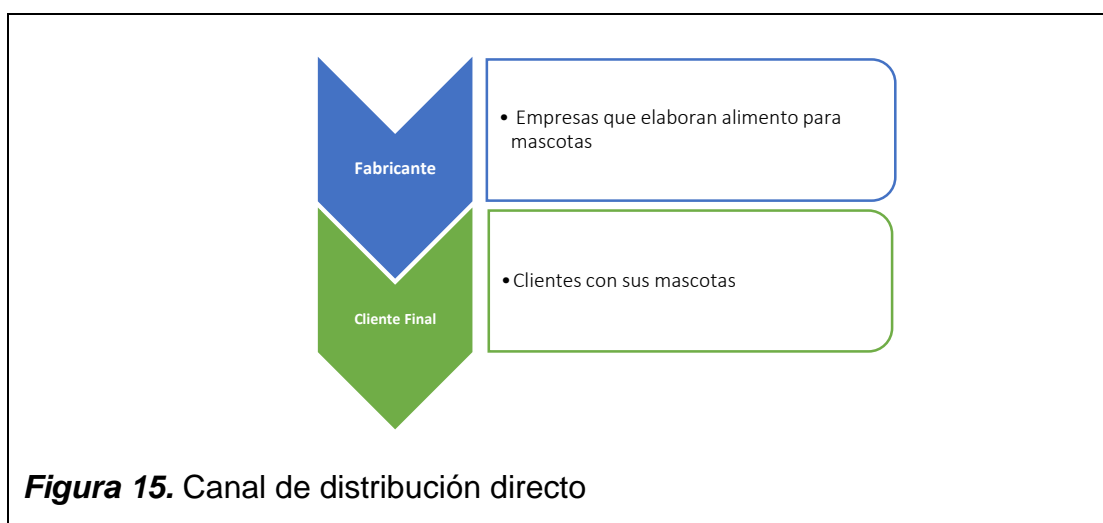 Fabricante
• Empresas que elaboran alimento para
mascotas
Cliente Final
• Clientes con sus mascotas
Figura 15. Canal de distribución directo